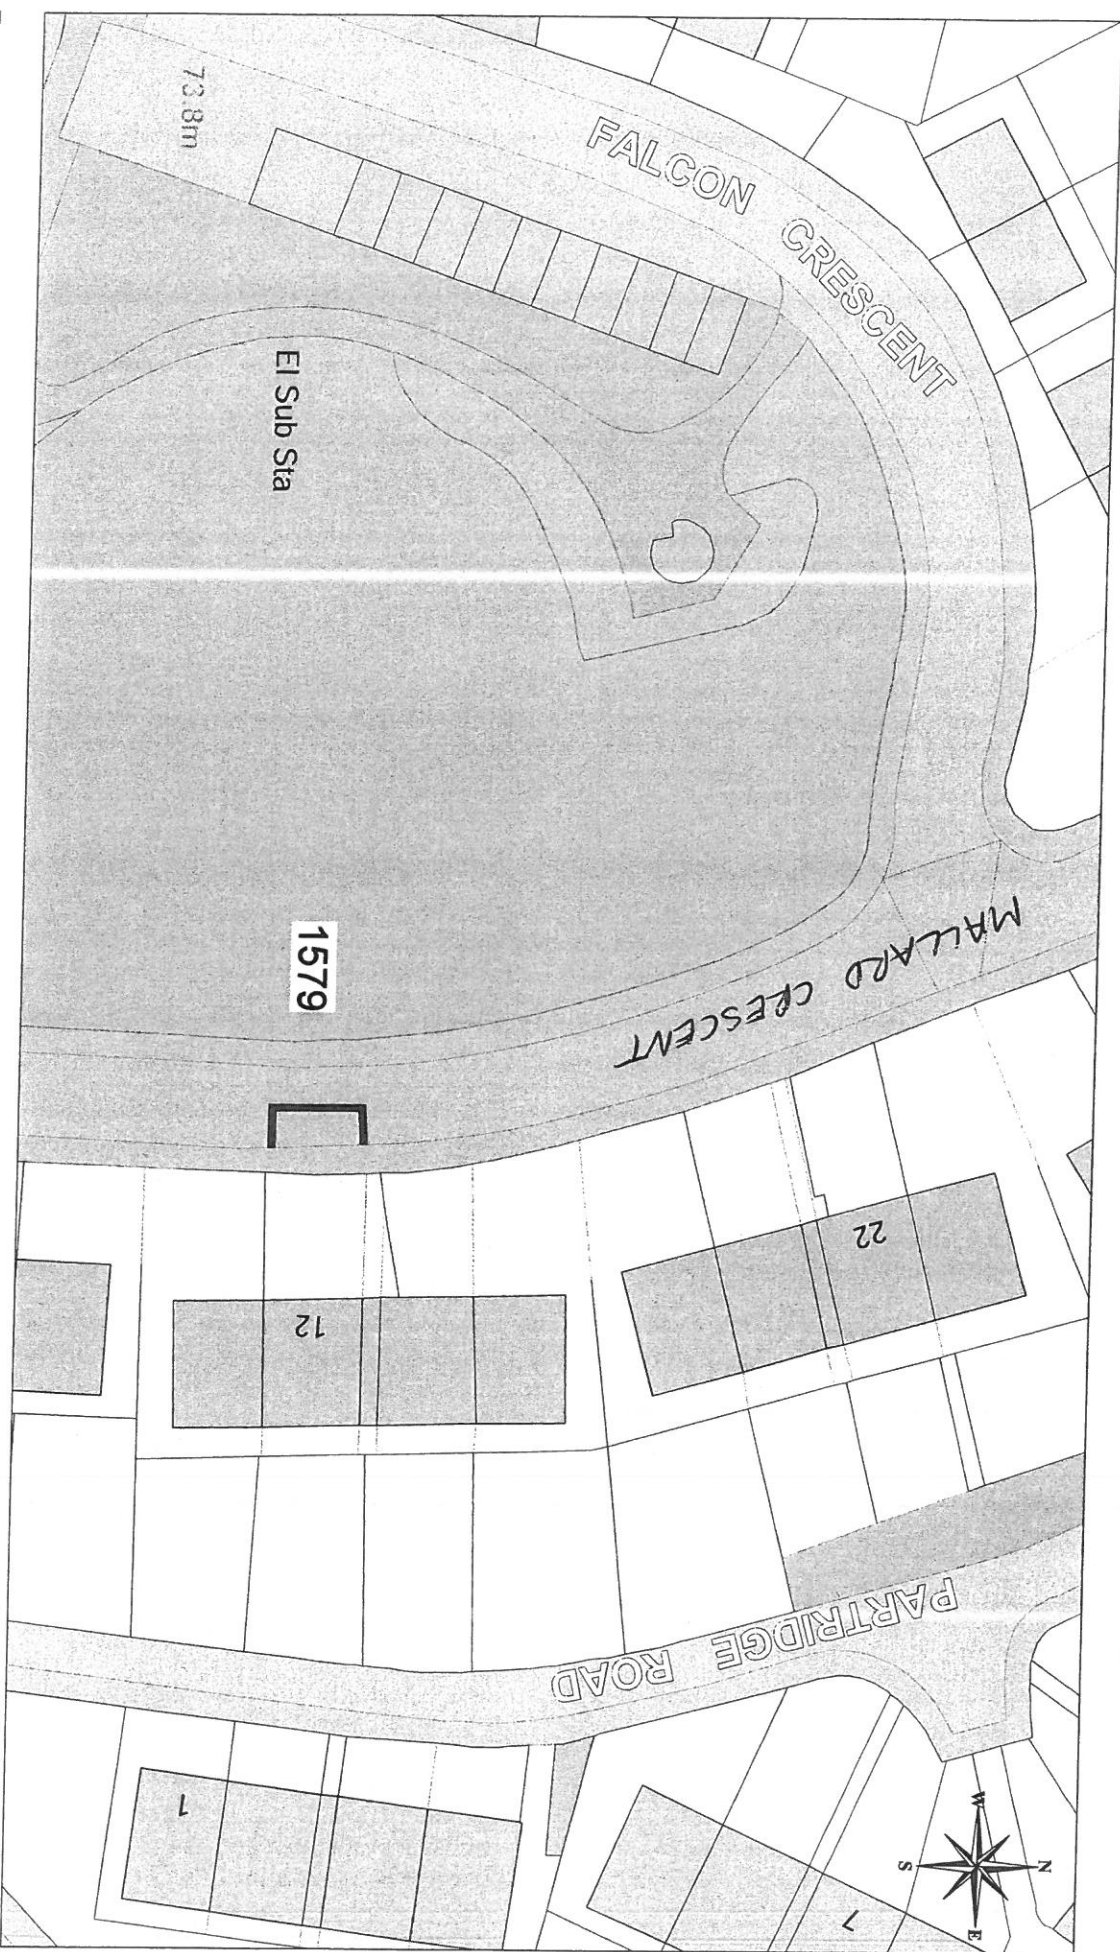 FALCON CRESCENT
73.8m
El Sub Sta
1579
MALLARD CRESCENT
22
12
PARTRIDGE ROAD
1
7
N
W
E
S